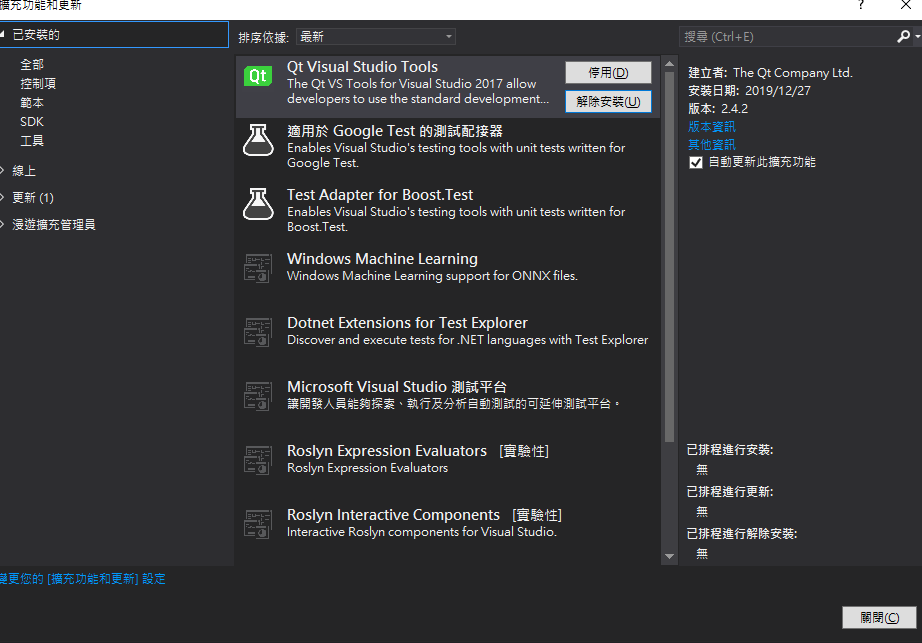 擴充功能和更新
?
已安裝的
全部
控制項
範本
SDK
工具
線上
更新 (1)
漫遊擴充管理員
變更您的 [擴充功能和更新] 設定
排序依據: 最新
Qt
Qt Visual Studio Tools
The Qt VS Tools for Visual Studio 2017 allow
developers to use the standard development...
停用(D)
解除安裝(U)
適用於 Google Test 的測試配接器
Enables Visual Studio's testing tools with unit tests written for
Google Test.
Test Adapter for Boost.Test
Enables Visual Studio's testing tools with unit tests written for
Boost.Test.
Windows Machine Learning
Windows Machine Learning support for ONNX files.
Dotnet Extensions for Test Explorer
Discover and execute tests for .NET languages with Test Explorer
Microsoft Visual Studio 測試平台
讓開發人員能夠探索、執行及分析自動測試的可延伸測試平台。
Roslyn Expression Evaluators [實驗性]
Roslyn Expression Evaluators
Roslyn Interactive Components [實驗性]
Interactive Roslyn components for Visual Studio.
搜尋 (Ctrl+E)
建立者: The Qt Company Ltd.
安裝日期: 2019/12/27
版本: 2.4.2
版本資訊
其他資訊
自動更新此擴充功能
已排程進行安裝:
無
已排程進行更新:
無
已排程進行解除安裝:
無
關閉(C)